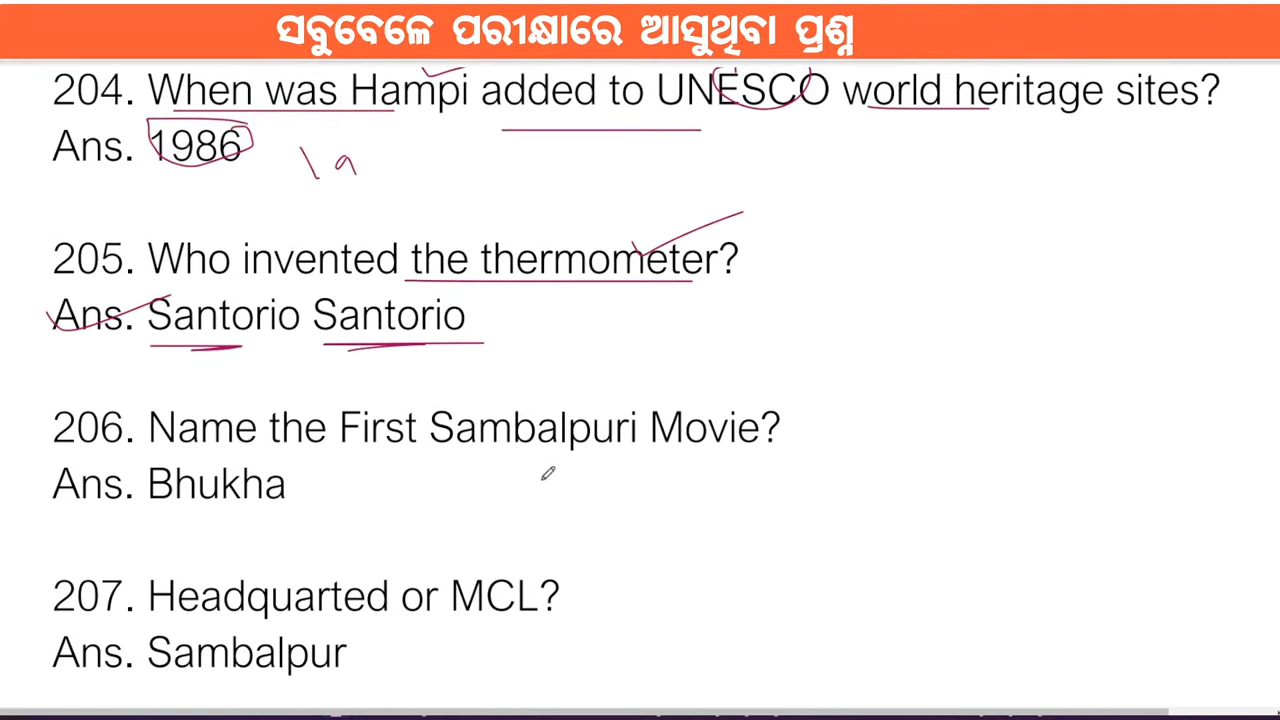 ସବୁବେଳେ ପରୀକ୍ଷାରେ ଆସୁଥିବା ପ୍ରଶ୍ନ
204. When was Hampi added to UNESCO world heritage sites?
Ans. 1986
19
205. Who invented the thermometer?
Ans. Santorio Santorio
206. Name the First Sambalpuri Movie?
Ans. Bhukha
207. Headquarted or MCL?
Ans. Sambalpur